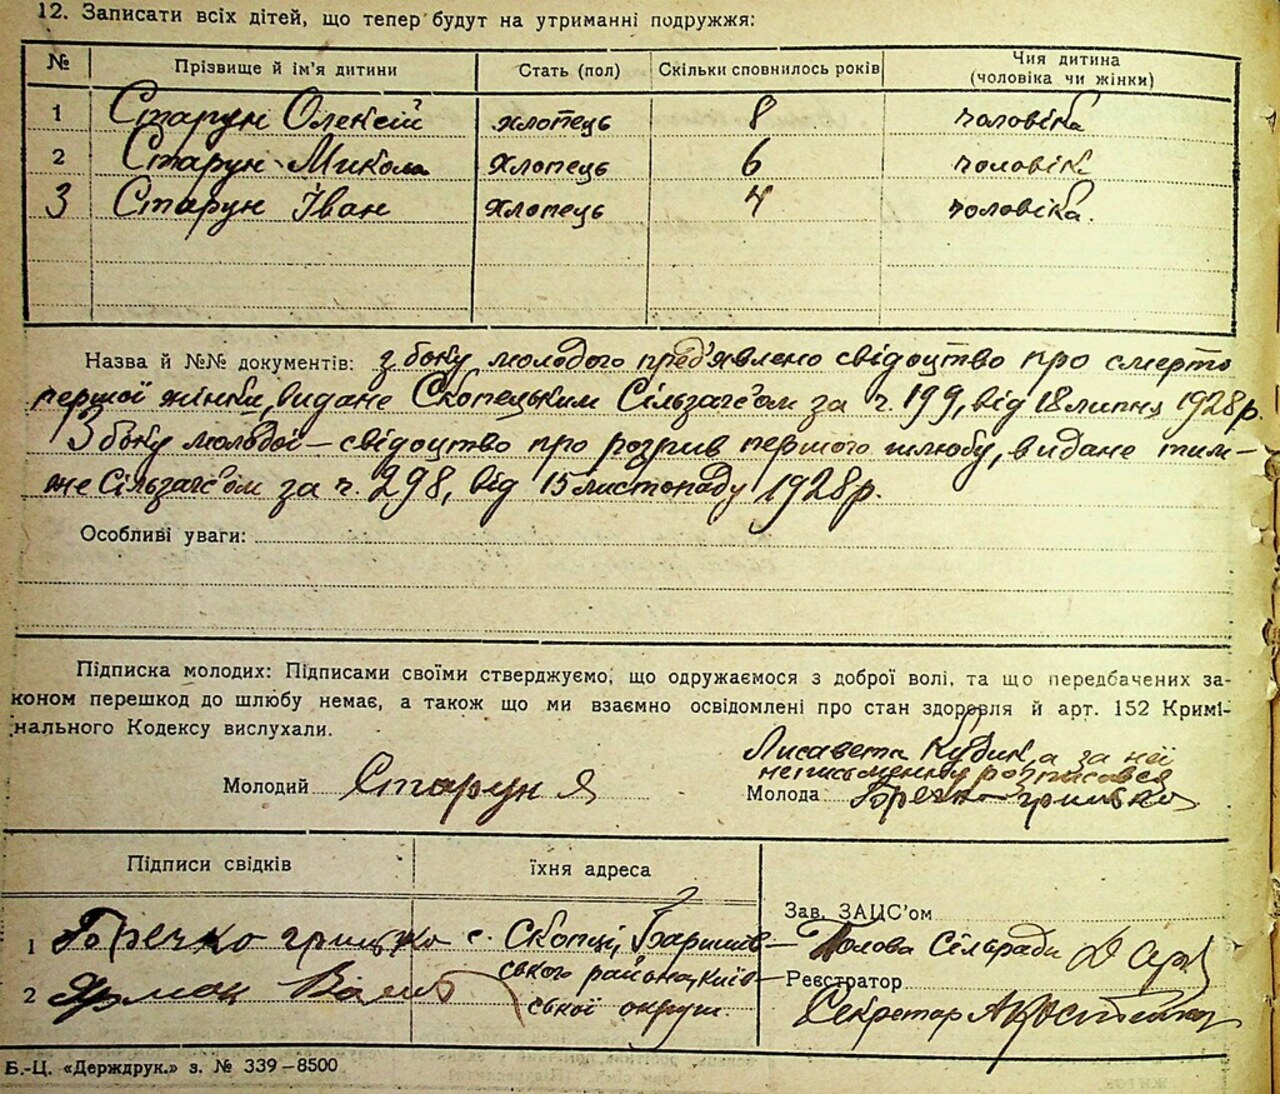 12. Записати всіх дітей, що тепер будут на утриманні подружжя:
№ Прізвище й ім'я дитини Стать (пол) Скільки сповнилось років Чия дитина (чоловіка чи жінки)
1 Старун Олексій хлопець 8 чоловіка
2 Старун Микола хлопець 6 чоловік
3 Старун Іван хлопець 4 чоловіка.
Назва й №№ документів: з боку молодого пред'явлено свідоцтво про смерть
першої жінки, видане Скопецьким Сільзагс'ом за ч. 199, від 18 липня 1928 р.
З боку молодої – свідоцтво про розрив першого шлюбу, видане тим-
же Сільзагс'ом за ч. 298, від 15 листопаду 1928 р.
Особливі уваги:
Підписка молодих: Підписами своїми стверджуємо, що одружаємося з доброї волі, та що передбачених за-
коном перешкод до шлюбу немає, а також що ми взаємно освідомлені про стан здоровля й арт. 152 Кримі-
нального Кодексу вислухали.
Лисавета Кудик, а за неї
неписьменну розписався
Молодий Старун Я Молода Гречко Грицько
Підписи свідків їхня адреса
Зав. ЗАЦС'ом
1 Гречко Грицько с. Скопці, Баришів- Голова Сільради
ського району, Київ- Реєстратор
2 Ярмак ської округи. Секретар
Б.-Ц. «Держдрук.» з. № 339—8500